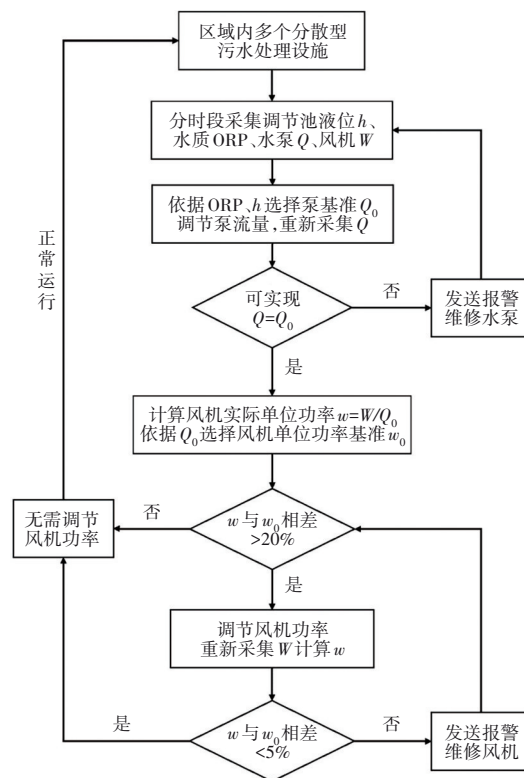 区域内多个分散型
污水处理设施
分时段采集调节池液位h、
水质ORP、水泵Q、风机W
依据ORP、h选择泵基准Q₀
调节泵流量,重新采集Q
可实现
Q=Q₀
否
发送报警
维修水泵
是
计算风机实际单位功率w=W/Q₀
依据Q₀选择风机单位功率基准w₀
w与w₀相差
>20%
否
无需调节
风机功率
正常运行
是
调节风机功率
重新采集W计算w
w与w₀相差
<5%
是
否
发送报警
维修风机